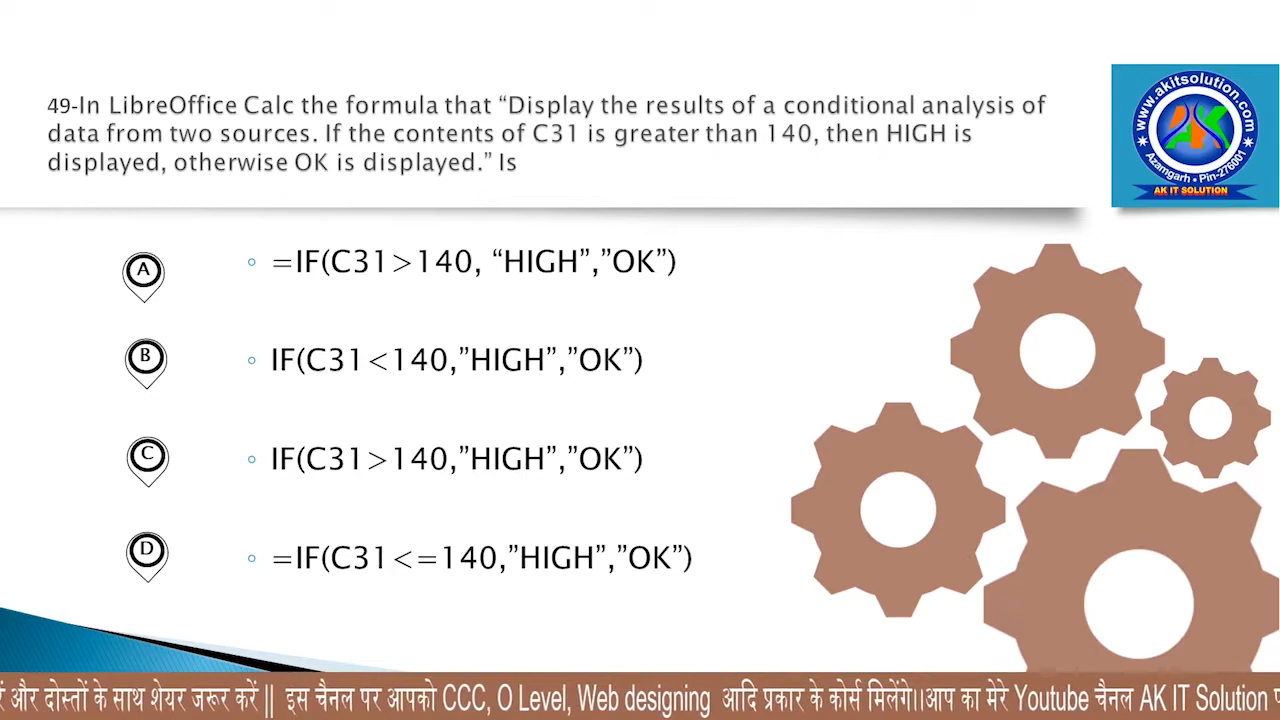 49-In LibreOffice Calc the formula that “Display the results of a conditional analysis of
data from two sources. If the contents of C31 is greater than 140, then HIGH is
displayed, otherwise OK is displayed.” Is
www.akitsolution.com
Azamgarh • Pin-276001
AK IT SOLUTION
A
=IF(C31>140, “HIGH”,”OK”)
B
IF(C31<140,”HIGH”,”OK”)
C
IF(C31>140,”HIGH”,”OK”)
D
=IF(C31<=140,”HIGH”,”OK”)
और दोस्तों के साथ शेयर जरूर करें || इस चैनल पर आपको CCC, O Level, Web designing आदि प्रकार के कोर्स मिलेंगे।।आप का मेरे Youtube चैनल AK IT Solution